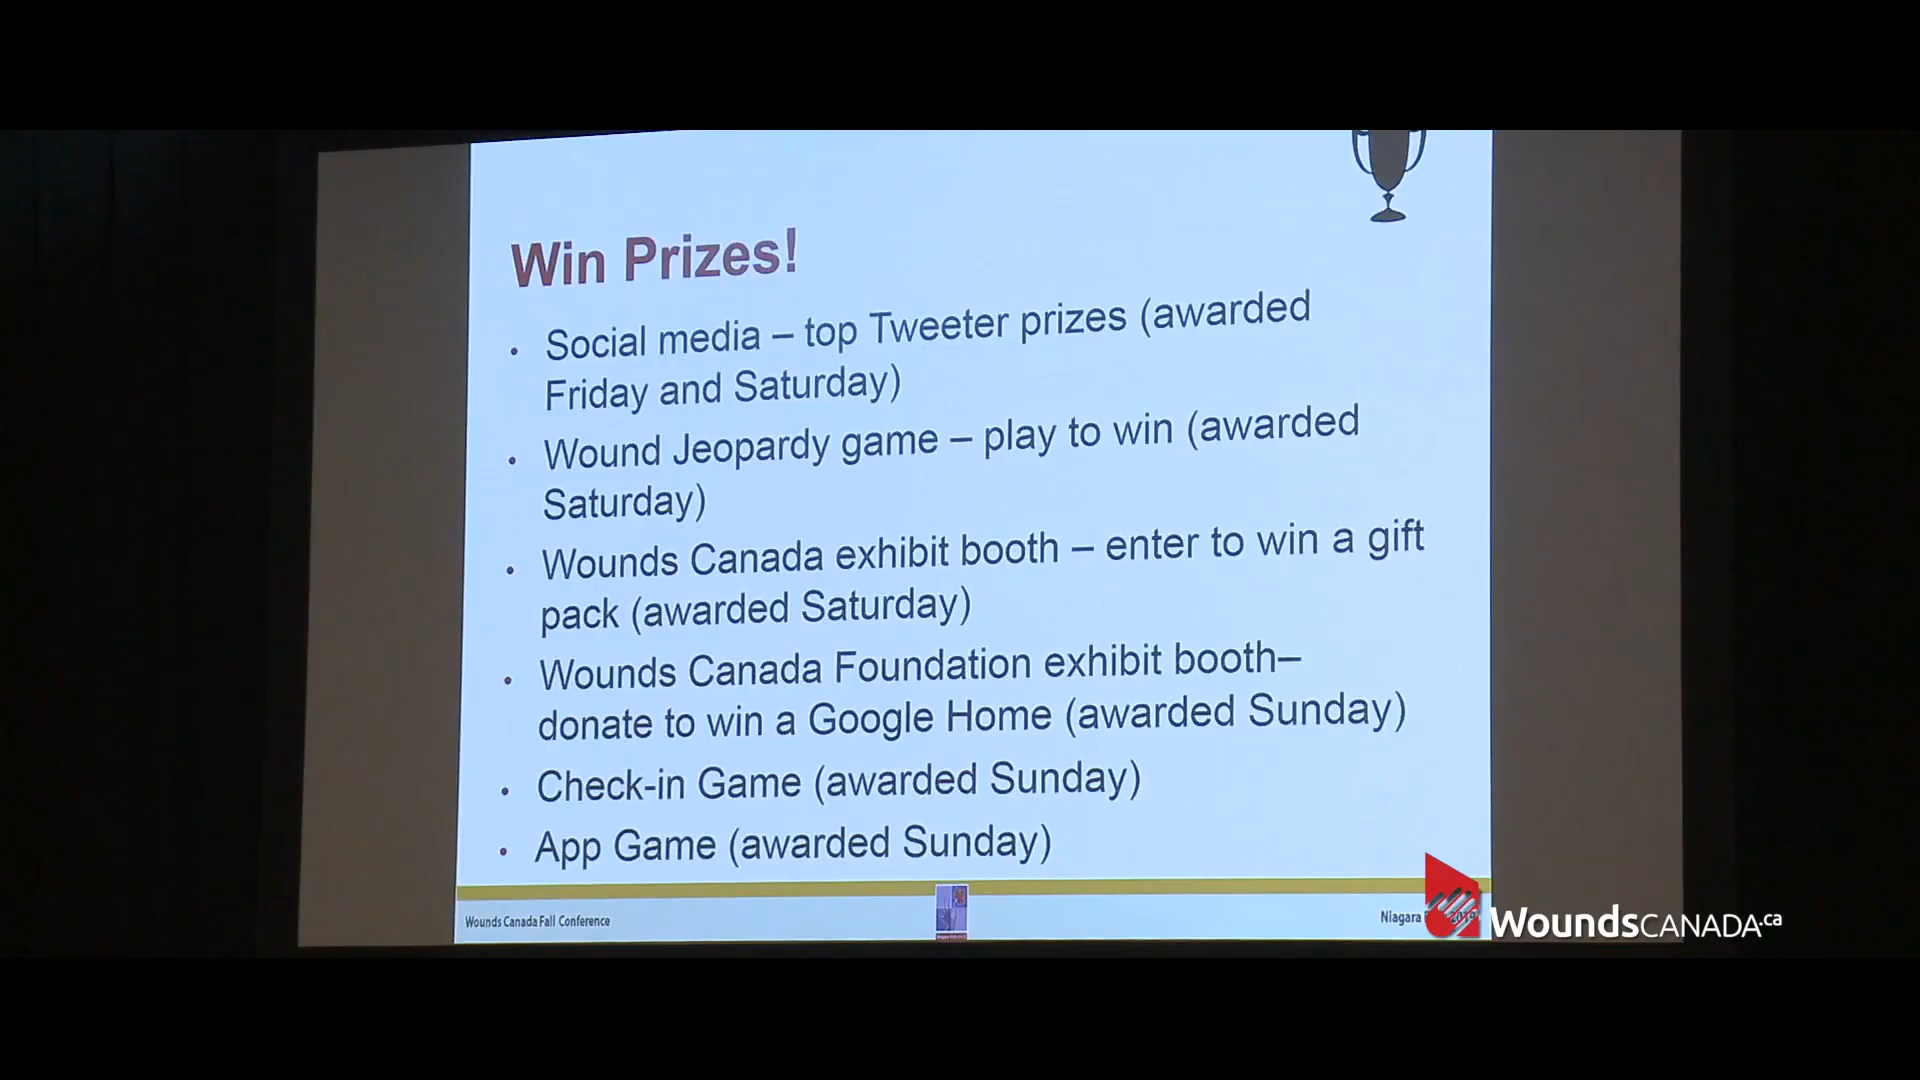 Win Prizes!
• Social media – top Tweeter prizes (awarded
Friday and Saturday)
• Wound Jeopardy game – play to win (awarded
Saturday)
• Wounds Canada exhibit booth – enter to win a gift
pack (awarded Saturday)
• Wounds Canada Foundation exhibit booth–
donate to win a Google Home (awarded Sunday)
• Check-in Game (awarded Sunday)
• App Game (awarded Sunday)
Wounds Canada Fall Conference
Niagara
WoundsCANADA.ca